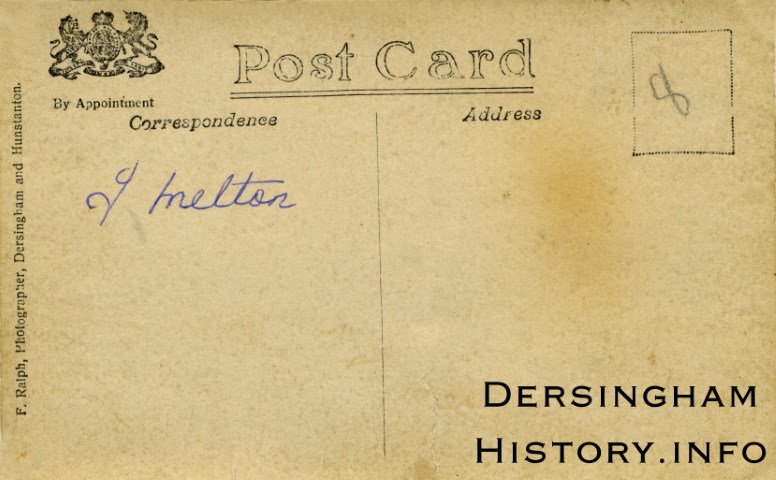 Post Card
By Appointment
Correspondence
Address
8
Melton
F. Ralph, Photographer, Dersingham and Hunstanton.
DERSINGHAM
HISTORY.INFO